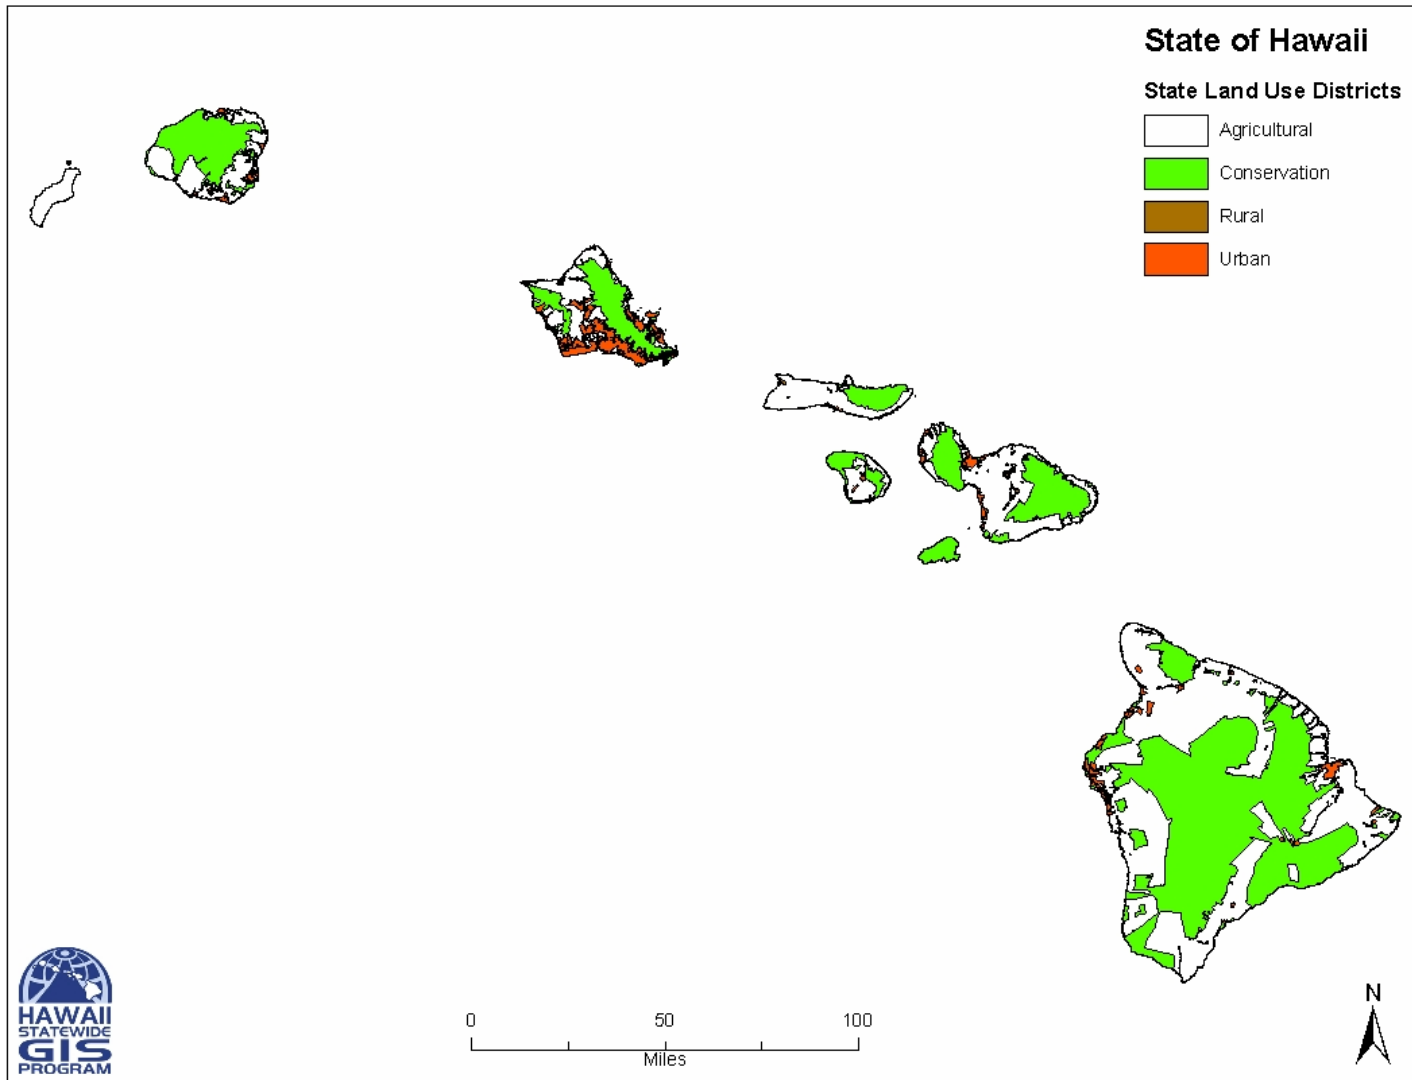 State of Hawaii
State Land Use Districts
Agricultural
Conservation
Rural
Urban
HAWAII
STATEWIDE
GIS
PROGRAM
0 50 100
Miles
N